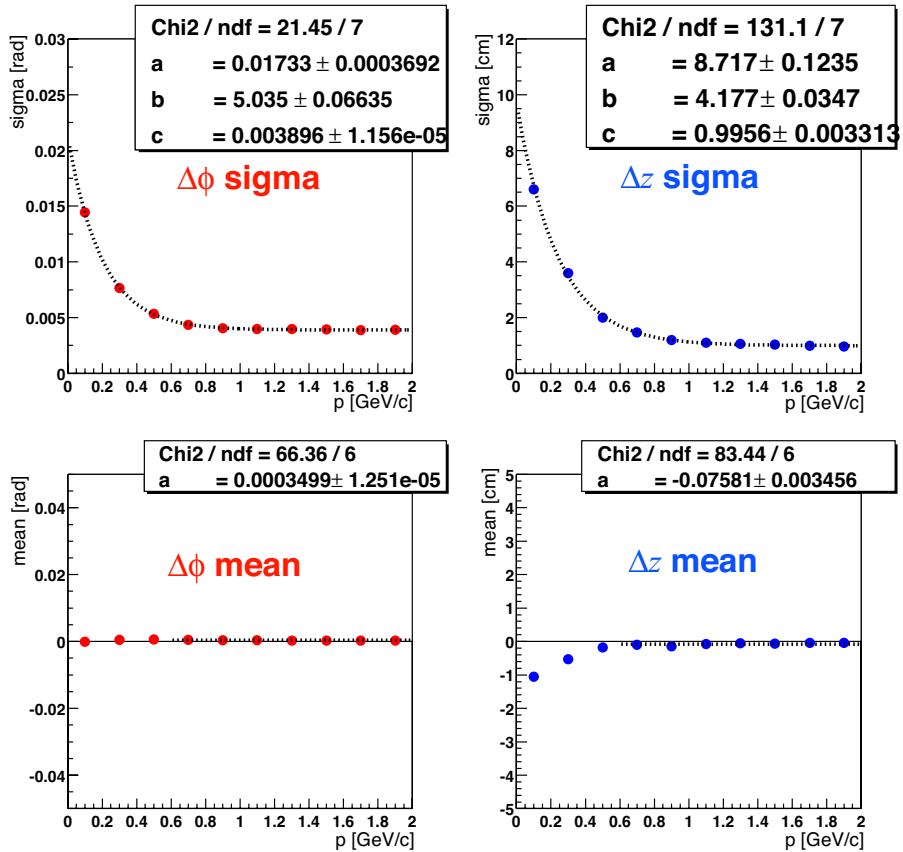 Chi2 / ndf = 21.45 / 7
a = 0.01733 ± 0.0003692
b = 5.035 ± 0.06635
c = 0.003896 ± 1.156e-05
Δϕ sigma
sigma [rad]
0.03
0.025
0.02
0.015
0.01
0.005
0
0 0.2 0.4 0.6 0.8 1 1.2 1.4 1.6 1.8 2
p [GeV/c]
Chi2 / ndf = 131.1 / 7
a = 8.717 ± 0.1235
b = 4.177 ± 0.0347
c = 0.9956 ± 0.003313
Δz sigma
sigma [cm]
12
10
8
6
4
2
0
0 0.2 0.4 0.6 0.8 1 1.2 1.4 1.6 1.8 2
p [GeV/c]
Chi2 / ndf = 66.36 / 6
a = 0.0003499 ± 1.251e-05
Δϕ mean
mean [rad]
0.04
0.02
0
-0.02
-0.04
0 0.2 0.4 0.6 0.8 1 1.2 1.4 1.6 1.8 2
p [GeV/c]
Chi2 / ndf = 83.44 / 6
a = -0.07581 ± 0.003456
Δz mean
mean [cm]
5
4
3
2
1
0
-1
-2
-3
-4
-5
0 0.2 0.4 0.6 0.8 1 1.2 1.4 1.6 1.8 2
p [GeV/c]